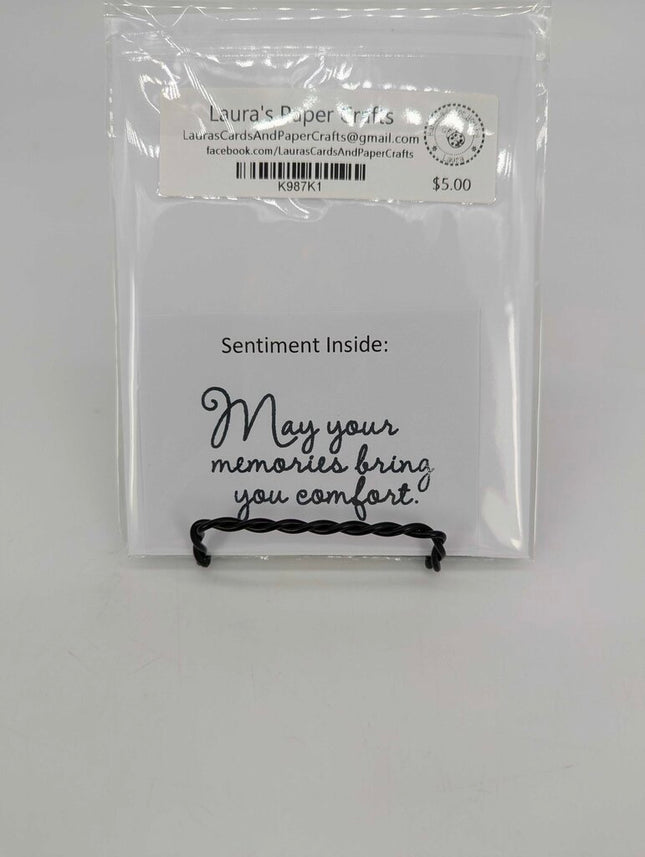 Laura's Paper Crafts
LaurasCardsAndPaperCrafts@gmail.com
facebook.com/LaurasCardsAndPaperCrafts
K987K1
$5.00
Sentiment Inside:
May your
memories bring
you comfort.